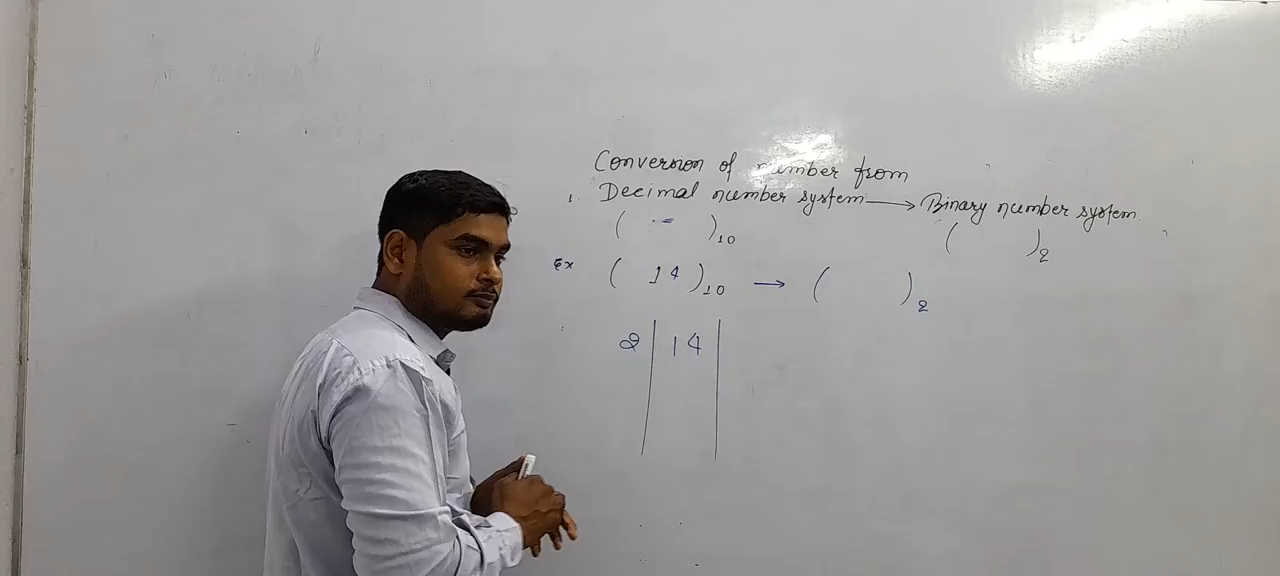 Conversion of number from
1. Decimal number system → Binary number system.
( = )10 ( )2
Ex ( 14 )10 → ( )2
2 | 14 |